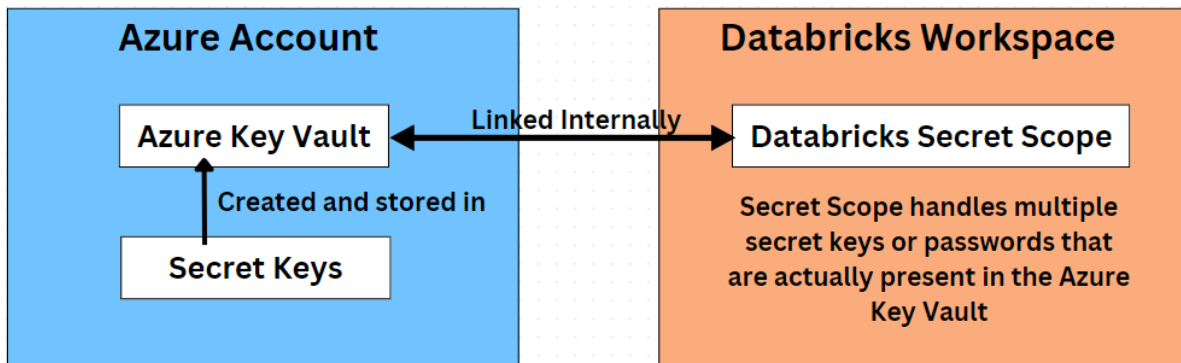 Azure Account
Azure Key Vault
Created and stored in
Secret Keys
Linked Internally
Databricks Workspace
Databricks Secret Scope
Secret Scope handles multiple
secret keys or passwords that
are actually present in the Azure
Key Vault